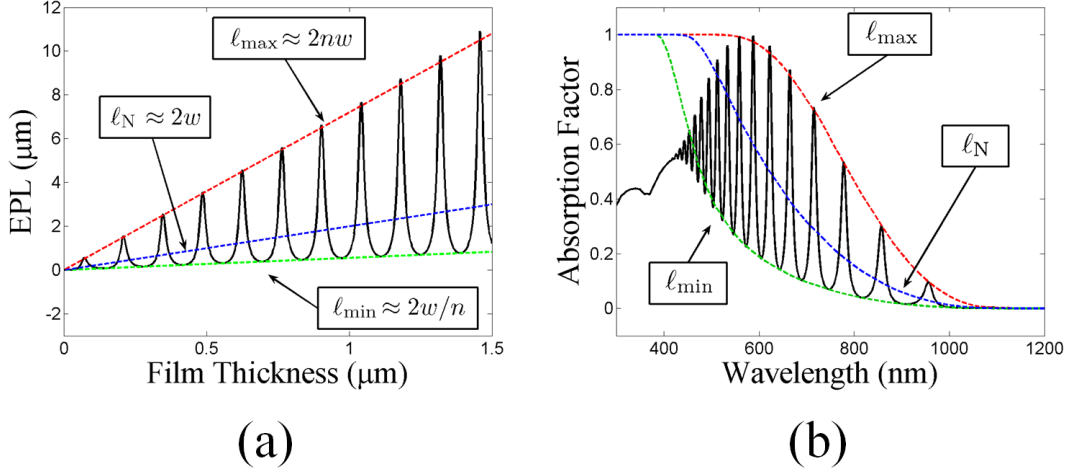 12
10
8
6
4
2
0
-2
EPL (μm)
ℓmax ≈ 2nw
ℓN ≈ 2w
ℓmin ≈ 2w/n
0 0.5 1 1.5
Film Thickness (μm)
(a)
1
0.8
0.6
0.4
0.2
0
Absorption Factor
ℓmax
ℓN
ℓmin
400 600 800 1000 1200
Wavelength (nm)
(b)